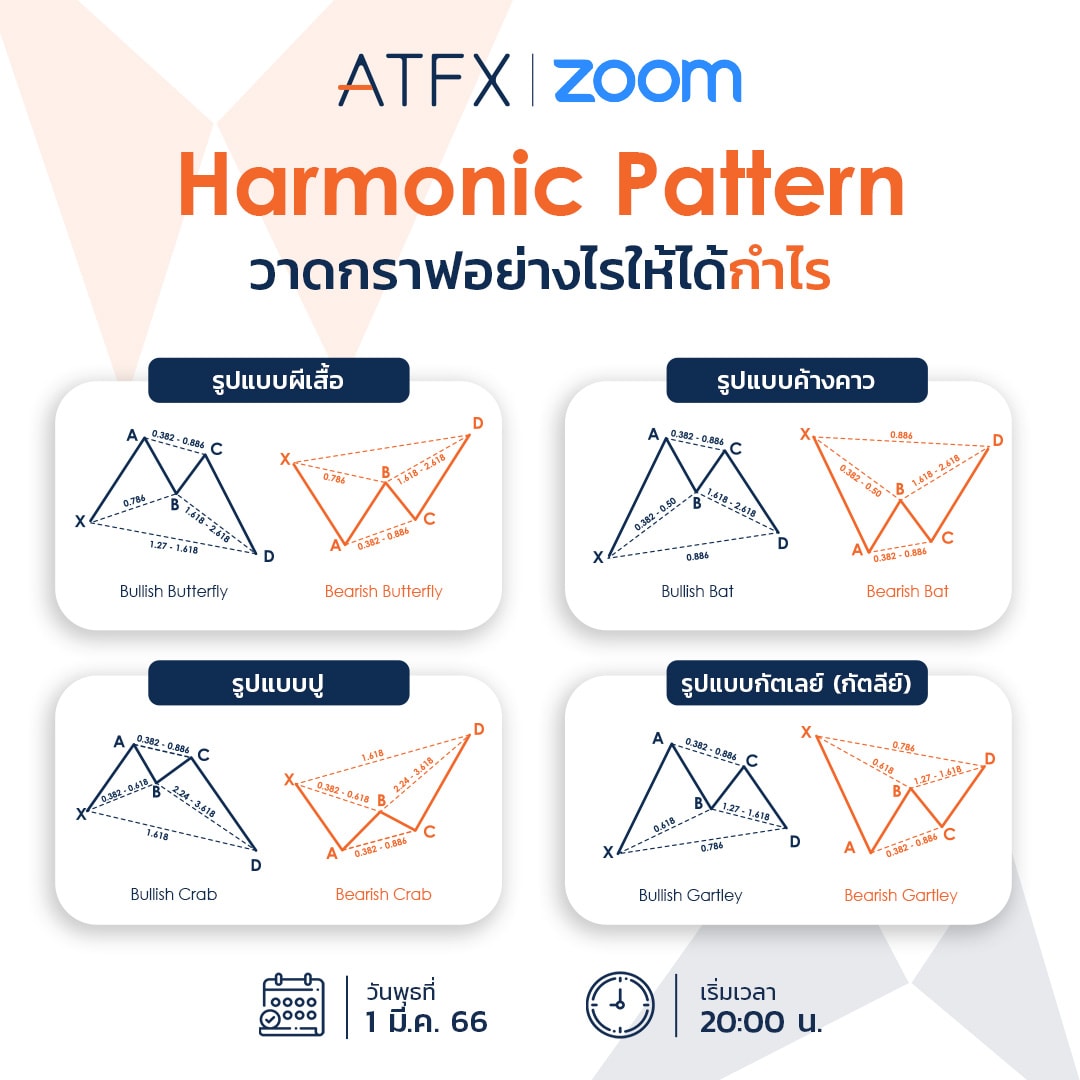 ATFX | zoom
Harmonic Pattern
วาดกราฟอย่างไรให้ได้กำไร
รูปแบบผีเสื้อ
A
0.382 - 0.886
C
X
0.786
B
1.618 - 2.618
1.27 - 1.618
D
Bullish Butterfly
D
X
0.786
B
1.618 - 2.618
C
A
0.382 - 0.886
Bearish Butterfly
รูปแบบค้างคาว
A
0.382 - 0.886
C
0.382 - 0.50
B
1.618 - 2.618
X
0.886
D
Bullish Bat
X
0.886
D
0.382 - 0.50
B
1.618 - 2.618
A
0.382 - 0.886
C
Bearish Bat
รูปแบบปู
A
0.382 - 0.886
C
X
0.382 - 0.618
B
2.24 - 3.618
1.618
D
Bullish Crab
D
1.618
X
0.382 - 0.618
B
2.24 - 3.618
C
A
0.382 - 0.886
Bearish Crab
รูปแบบกัตเลย์ (กัตลีย์)
A
0.382 - 0.886
C
0.618
B
1.27 - 1.618
X
0.786
D
Bullish Gartley
X
0.786
D
0.618
B
1.27 - 1.618
A
0.382 - 0.886
C
Bearish Gartley
วันพุธที่
1 มี.ค. 66
เริ่มเวลา
20:00 น.